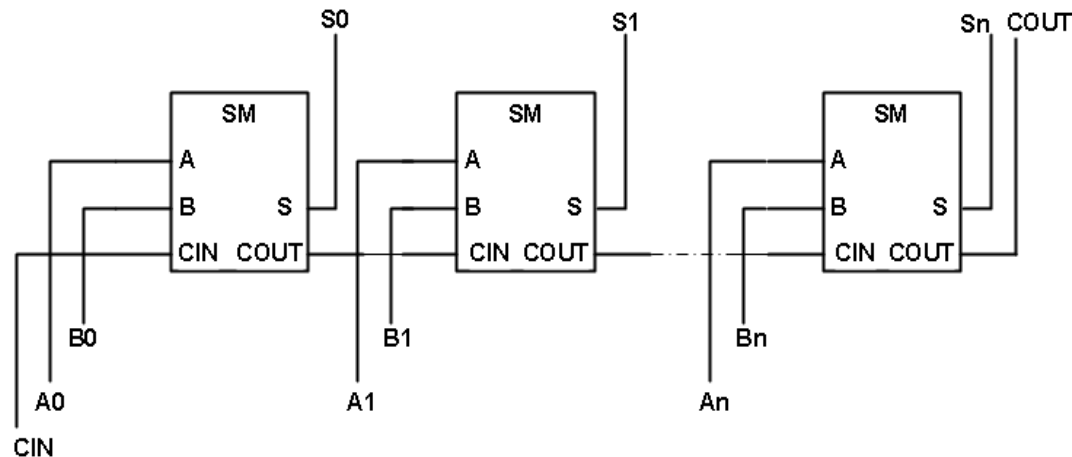 S0
S1
Sn COUT
SM
SM
SM
A
A
A
B S
B S
B S
CIN COUT
CIN COUT
CIN COUT
B0
B1
Bn
A0
A1
An
CIN